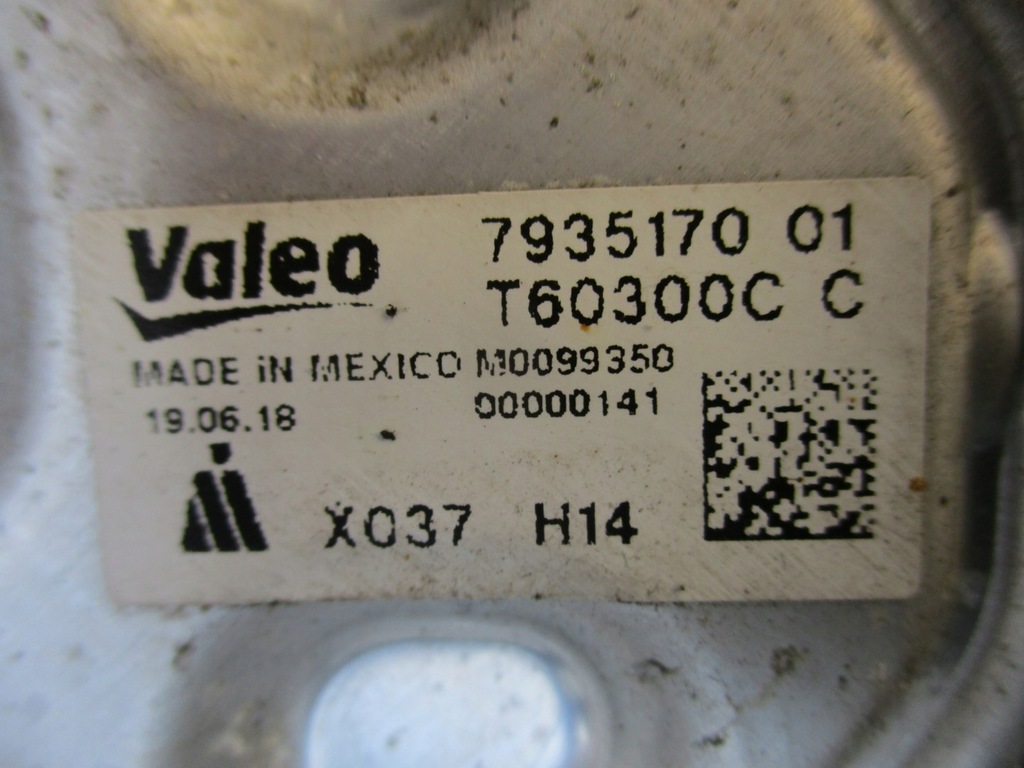 Valeo
7935170 01
T60300C C
MADE iN MEXICO M0099350
19.06.18 00000141
X037 H14